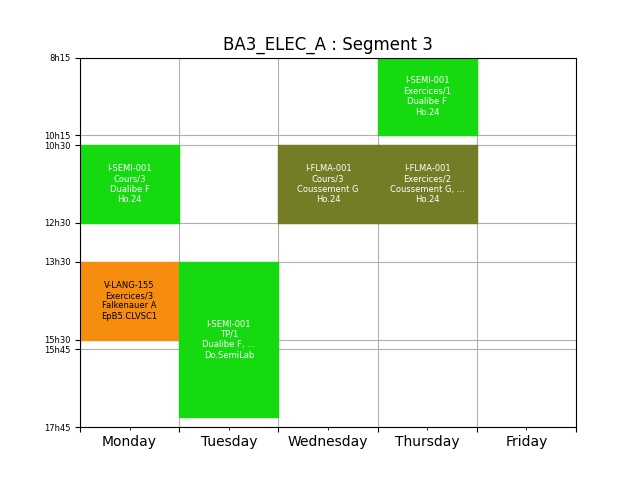 BA3_ELEC_A : Segment 3
8h15
10h15
10h30
12h30
13h30
15h30
15h45
17h45
I-SEMI-001
Exercices/1
Dualibe F
Ho.24
I-SEMI-001
Cours/3
Dualibe F
Ho.24
I-FLMA-001
Cours/3
Coussement G
Ho.24
I-FLMA-001
Exercices/2
Coussement G, ...
Ho.24
V-LANG-155
Exercices/3
Falkenauer A
EpB5.CLVSC1
I-SEMI-001
TP/1
Dualibe F, ...
Do.SemiLab
Monday
Tuesday
Wednesday
Thursday
Friday